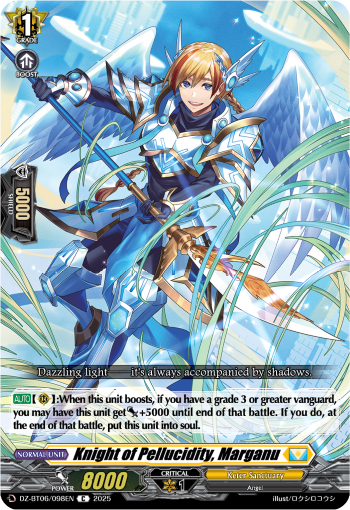 1
GRADE
BOOST
5000
SHIELD
Dazzling light —— it's always accompanied by shadows.
AUTO【 】:When this unit boosts, if you have a grade 3 or greater vanguard,
you may have this unit get +5000 until end of that battle. If you do, at
the end of that battle, put this unit into soul.
NORMAL UNIT
Knight of Pellucidity, Marganu
POWER
8000
CRITICAL
1
Keter Sanctuary
Angel
DZ-BT06/098EN C 2025
illust/ロクシロコウシ